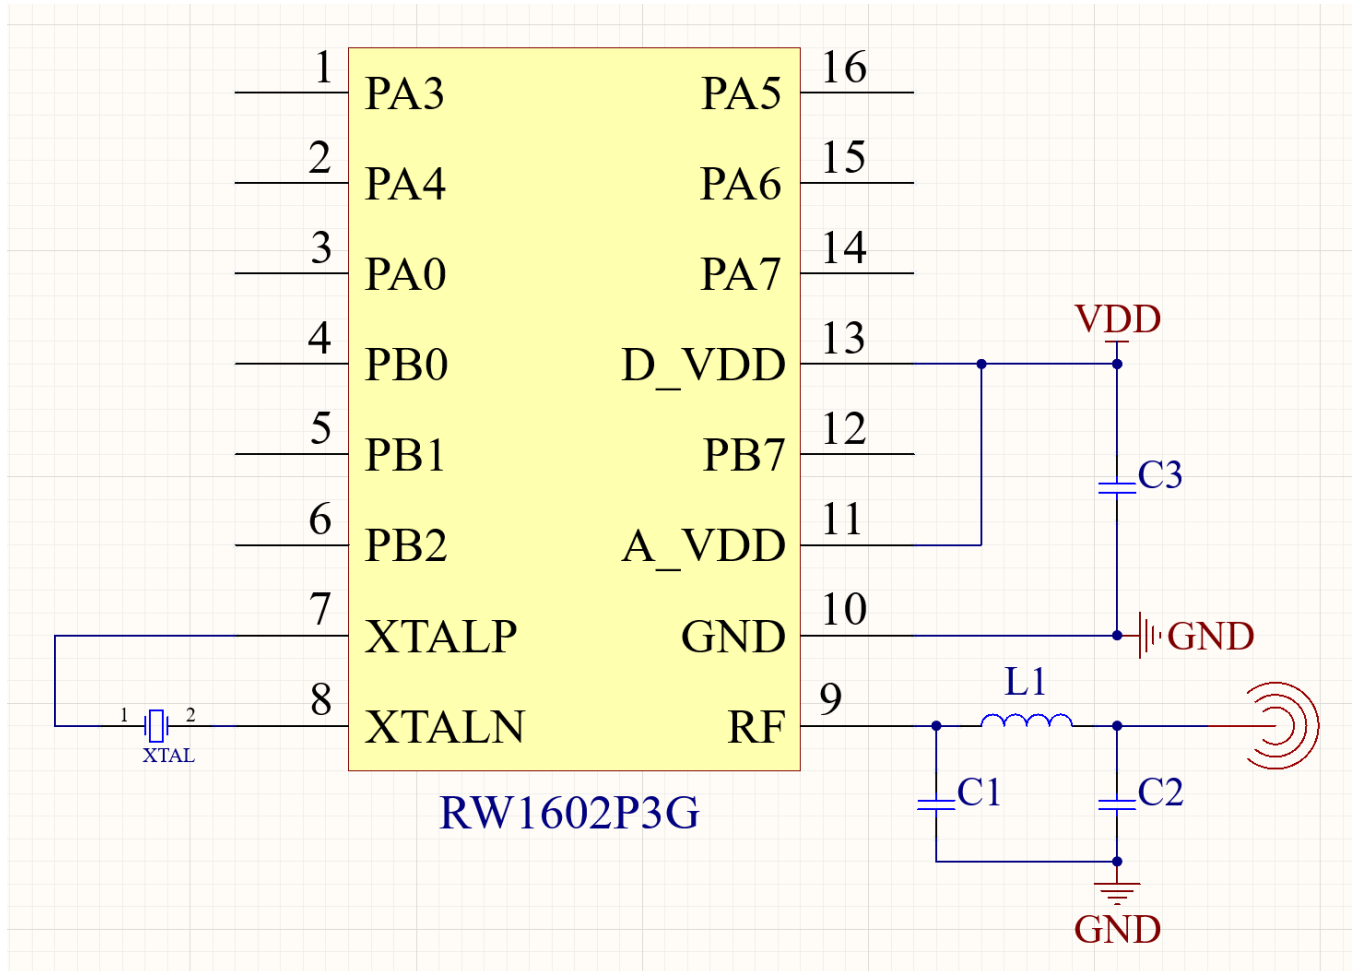 1 PA3 PA5 16
2 PA4 PA6 15
3 PA0 PA7 14
VDD
4 PB0 D_VDD 13
5 PB1 PB7 12
C3
6 PB2 A_VDD 11
7 XTALP GND 10
GND
L1
8 XTALN RF 9
1 2
XTAL
C1 C2
RW1602P3G
GND